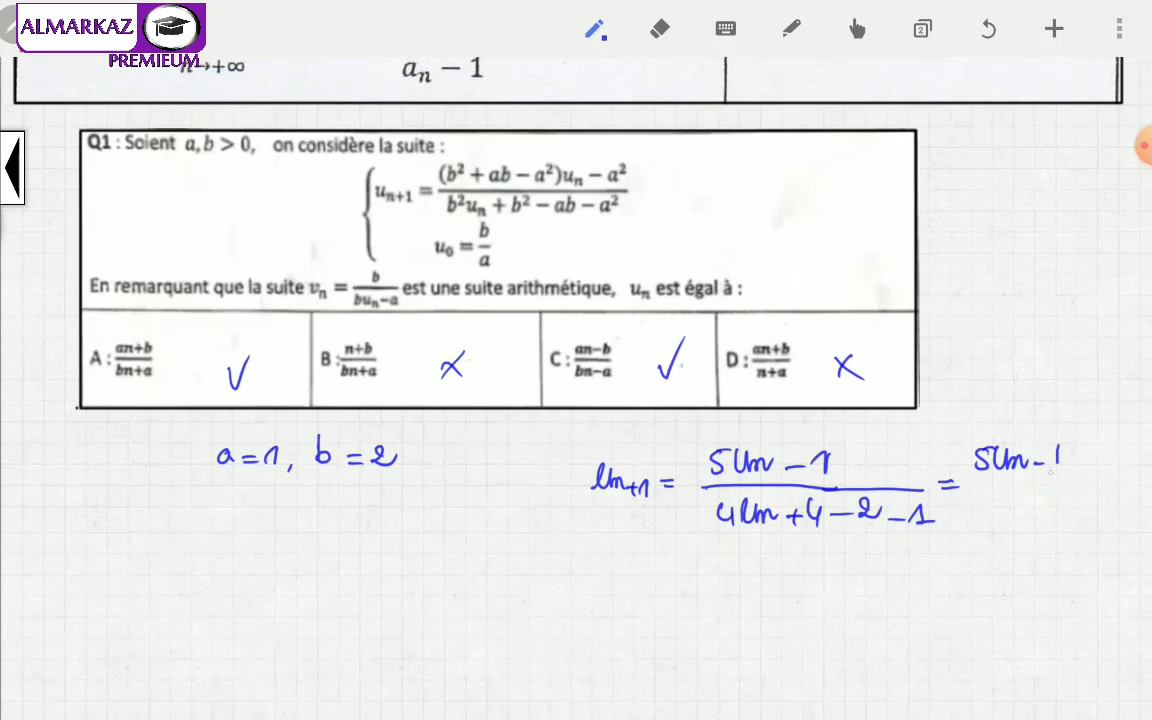 ALMARKAZ
PREMIEUM
n→+∞ aₙ − 1
Q1 : Soient a, b > 0, on considère la suite :
uₙ₊₁ = ((b² + ab − a²)uₙ − a²) / (b²uₙ + b² − ab − a²)
u₀ = b/a
En remarquant que la suite vₙ = b/(buₙ−a) est une suite arithmétique, uₙ est égal à :
A : (an+b)/(bn+a) √ B : (n+b)/(bn+a) × C : (an−b)/(bn−a) √ D : (an+b)/(n+a) ×
a = 1, b = 2
Uₙ₊₁ = (5Uₙ − 1) / (4Uₙ + 4 − 2 − 1) = 5Uₙ − 1